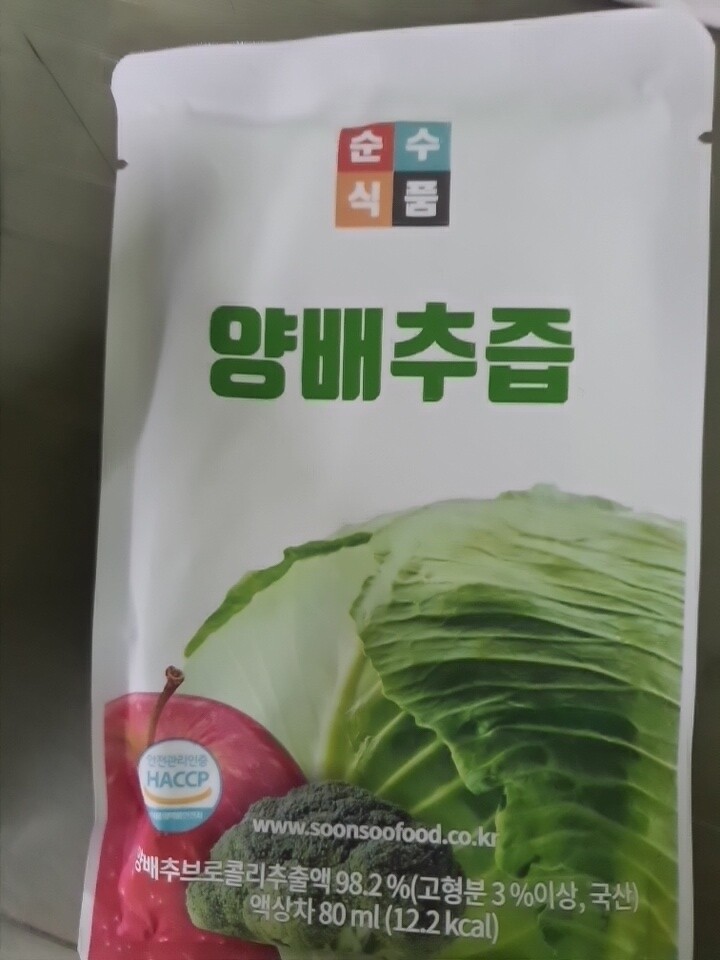 순수
식품
양배추즙
안전관리인증
HACCP
www.soonsoofood.co.kr
양배추브로콜리추출액 98.2 %(고형분 3 %이상, 국산)
액상차 80 ml (12.2 kcal)